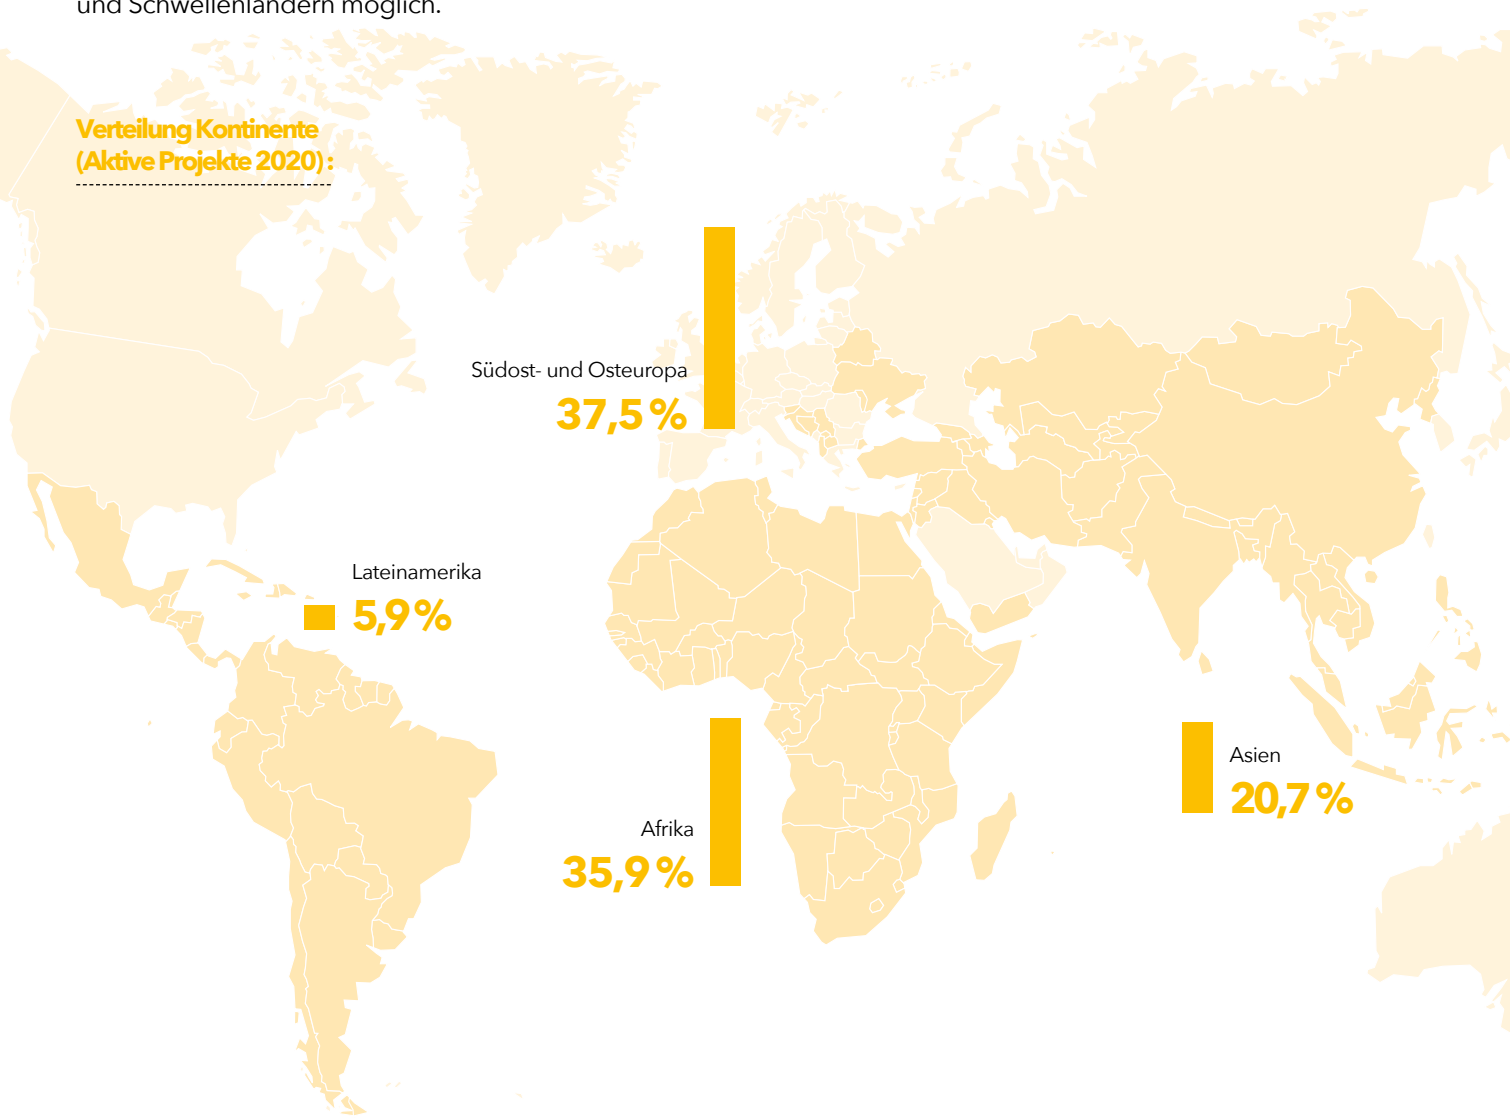 und Schwellenländern möglich.
Verteilung Kontinente
(Aktive Projekte 2020) :
Südost- und Osteuropa
37,5 %
Lateinamerika
5,9 %
Asien
20,7 %
Afrika
35,9 %